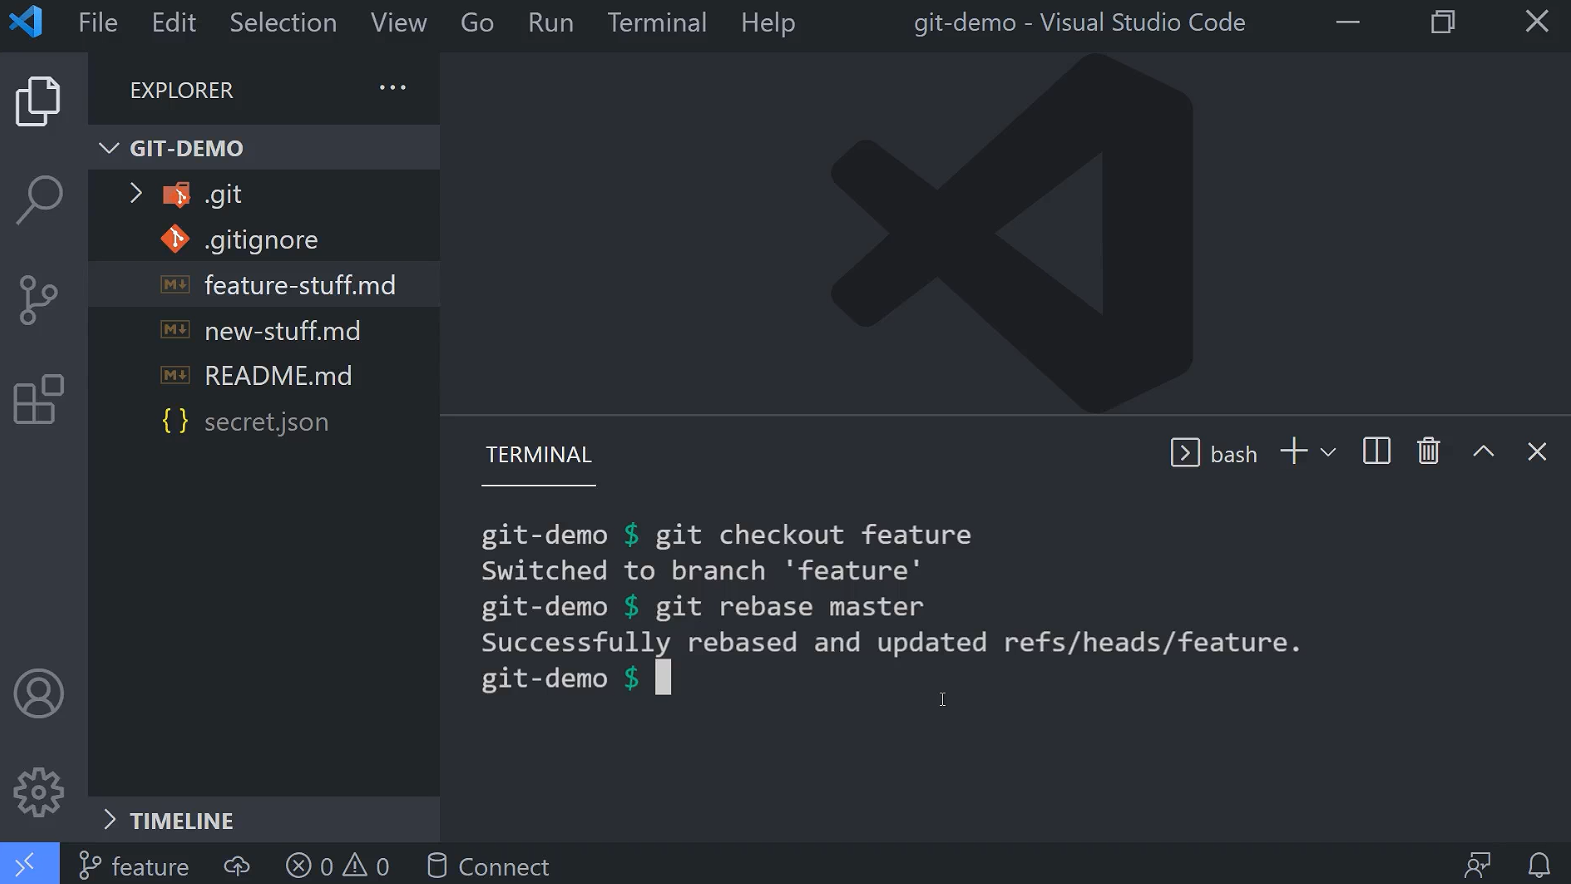 File Edit Selection View Go Run Terminal Help git-demo - Visual Studio Code
EXPLORER ···
GIT-DEMO
.git
.gitignore
M↓ feature-stuff.md
M↓ new-stuff.md
M↓ README.md
{ } secret.json
TIMELINE
TERMINAL
bash
git-demo $ git checkout feature
Switched to branch 'feature'
git-demo $ git rebase master
Successfully rebased and updated refs/heads/feature.
git-demo $
feature 0 0 Connect